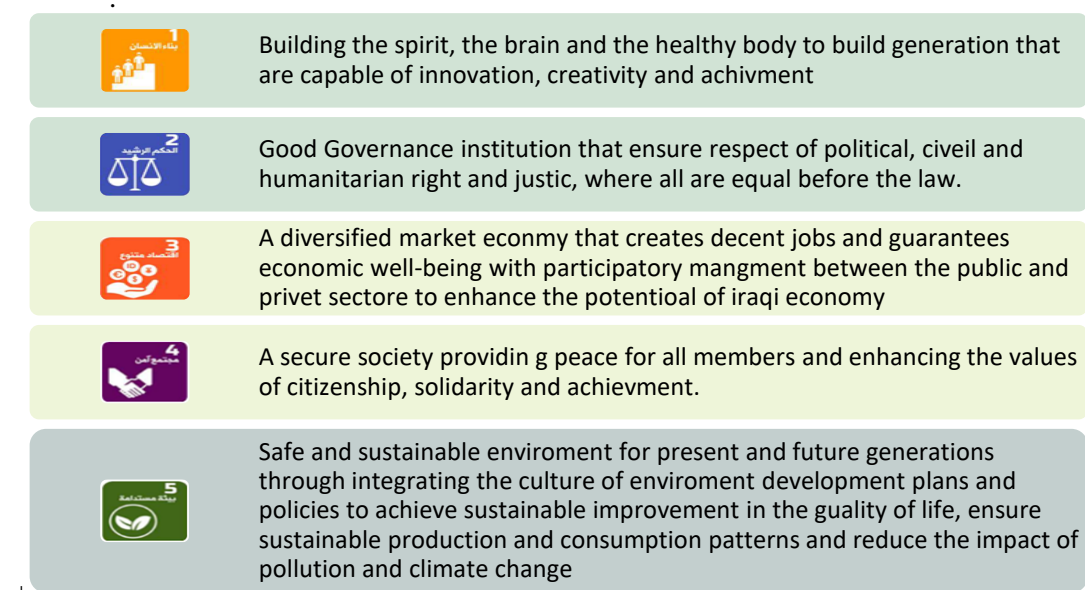 1
بناء الانسان
Building the spirit, the brain and the healthy body to build generation that
are capable of innovation, creativity and achivment
2
الحكم الرشيد
Good Governance institution that ensure respect of political, civeil and
humanitarian right and justic, where all are equal before the law.
3
اقتصاد متنوع
A diversified market econmy that creates decent jobs and guarantees
economic well-being with participatory mangment between the public and
privet sectore to enhance the potentioal of iraqi economy
4
مجتمع آمن
A secure society providin g peace for all members and enhancing the values
of citizenship, solidarity and achievment.
5
بيئة مستدامة
Safe and sustainable enviroment for present and future generations
through integrating the culture of enviroment development plans and
policies to achieve sustainable improvement in the guality of life, ensure
sustainable production and consumption patterns and reduce the impact of
pollution and climate change